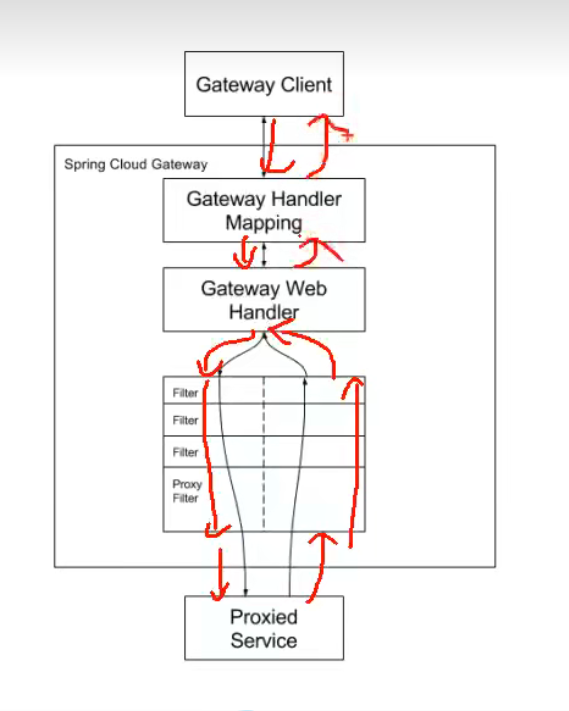 Gateway Client
Spring Cloud Gateway
Gateway Handler
Mapping
Gateway Web
Handler
Filter
Filter
Filter
Proxy
Filter
Proxied
Service